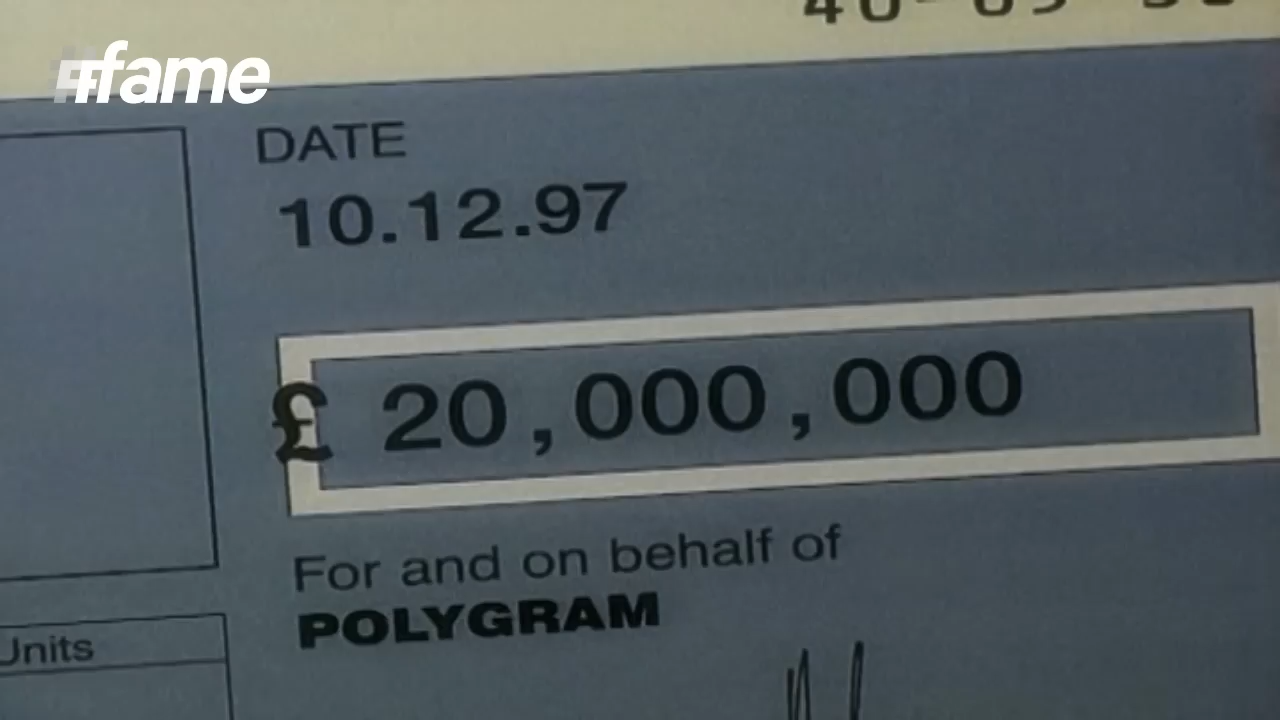 #fame
DATE
10.12.97
£ 20,000,000
For and on behalf of
POLYGRAM
Units